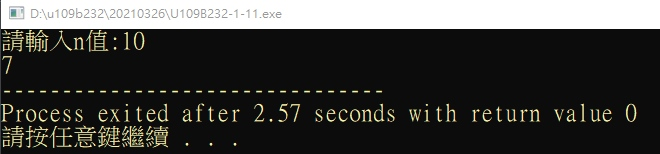 D:\u109b232\20210326\U109B232-1-11.exe
請輸入n值:10
7
--------------------------------
Process exited after 2.57 seconds with return value 0
請按任意鍵繼續 . . .